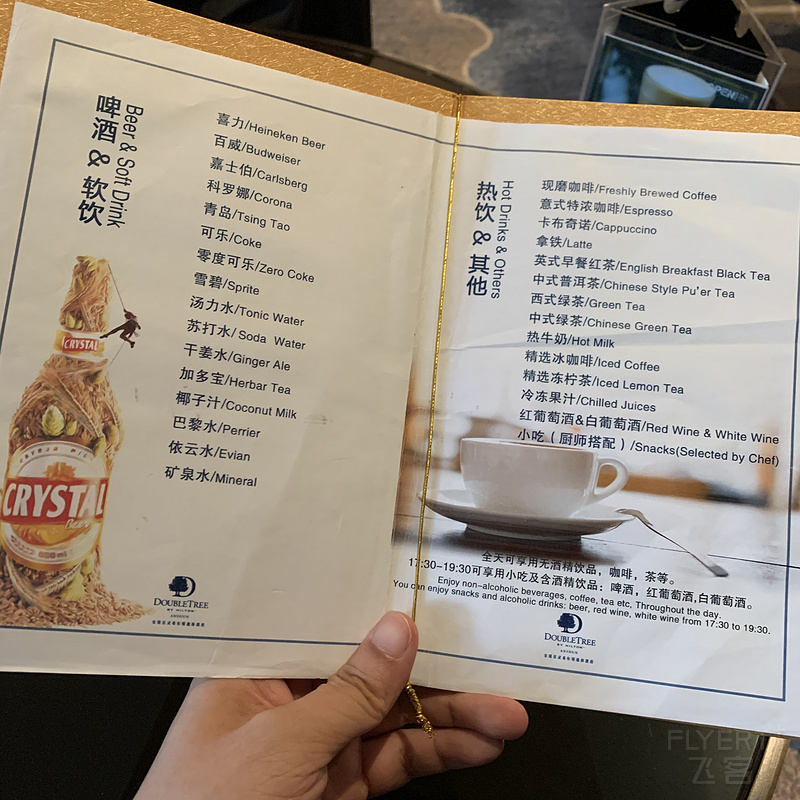 啤酒 & 软饮
Beer & Soft Drink
喜力/Heineken Beer
百威/Budweiser
嘉士伯/Carlsberg
科罗娜/Corona
青岛/Tsing Tao
可乐/Coke
零度可乐/Zero Coke
雪碧/Sprite
汤力水/Tonic Water
苏打水/Soda Water
干姜水/Ginger Ale
加多宝/Herbar Tea
椰子汁/Coconut Milk
巴黎水/Perrier
依云水/Evian
矿泉水/Mineral
CRYSTAL
CRYSTAL
Beer
DOUBLETREE
BY HILTON
热饮 & 其他
Hot Drinks & Others
现磨咖啡/Freshly Brewed Coffee
意式特浓咖啡/Espresso
卡布奇诺/Cappuccino
拿铁/Latte
英式早餐红茶/English Breakfast Black Tea
中式普洱茶/Chinese Style Pu'er Tea
西式绿茶/Green Tea
中式绿茶/Chinese Green Tea
热牛奶/Hot Milk
精选冰咖啡/Iced Coffee
精选冻柠茶/Iced Lemon Tea
冷冻果汁/Chilled Juices
红葡萄酒&白葡萄酒/Red Wine & White Wine
小吃（厨师搭配）/Snacks(Selected by Chef)
全天可享用无酒精饮品，咖啡，茶等。
17:30-19:30可享用小吃及含酒精饮品：啤酒，红葡萄酒,白葡萄酒。
Enjoy non-alcoholic beverages, coffee, tea etc, Throughout the day.
You can enjoy snacks and alcoholic drinks: beer, red wine, white wine from 17:30 to 19:30.
DOUBLETREE
BY HILTON
FLYERT
飞客